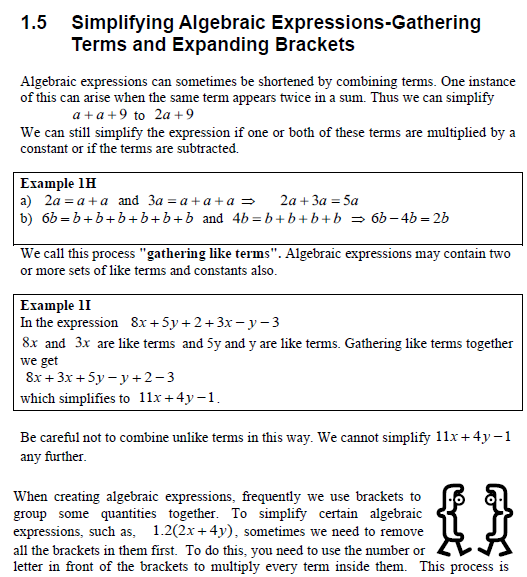 1.5 Simplifying Algebraic Expressions-Gathering
Terms and Expanding Brackets
Algebraic expressions can sometimes be shortened by combining terms. One instance
of this can arise when the same term appears twice in a sum. Thus we can simplify
a + a + 9 to 2a + 9
We can still simplify the expression if one or both of these terms are multiplied by a
constant or if the terms are subtracted.
Example 1H
a) 2a = a + a and 3a = a + a + a ⇒ 2a + 3a = 5a
b) 6b = b + b + b + b + b + b and 4b = b + b + b + b ⇒ 6b − 4b = 2b
We call this process "gathering like terms". Algebraic expressions may contain two
or more sets of like terms and constants also.
Example 1I
In the expression 8x + 5y + 2 + 3x − y − 3
8x and 3x are like terms and 5y and y are like terms. Gathering like terms together
we get
8x + 3x + 5y − y + 2 − 3
which simplifies to 11x + 4y − 1.
Be careful not to combine unlike terms in this way. We cannot simplify 11x + 4y − 1
any further.
When creating algebraic expressions, frequently we use brackets to
group some quantities together. To simplify certain algebraic
expressions, such as, 1.2(2x + 4y), sometimes we need to remove
all the brackets in them first. To do this, you need to use the number or
letter in front of the brackets to multiply every term inside them. This process is